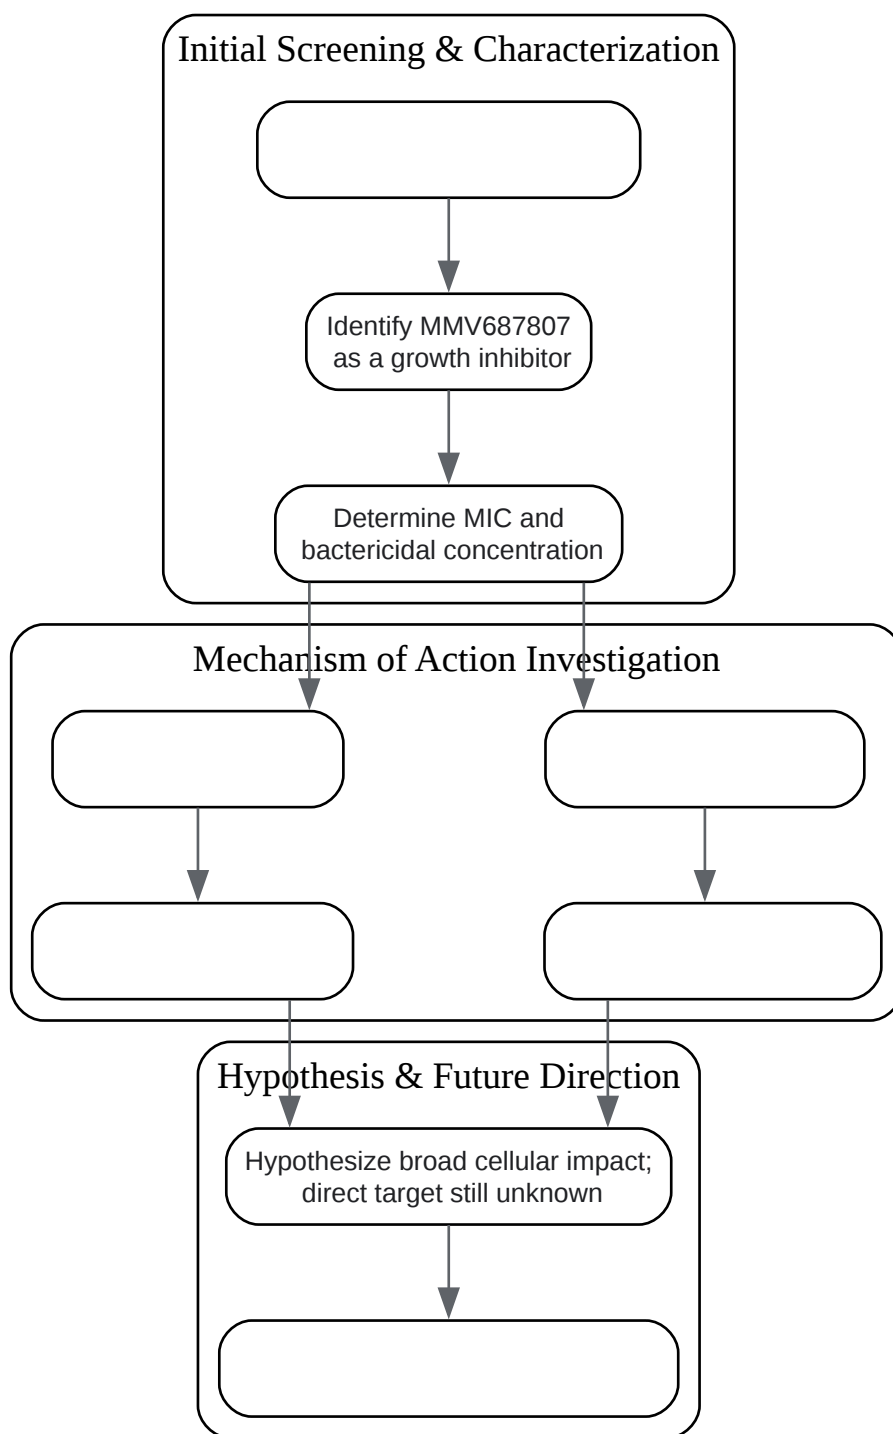 Initial Screening & Characterization
Identify MMV687807
as a growth inhibitor
Determine MIC and
bactericidal concentration
Mechanism of Action Investigation
Hypothesis & Future Direction
Hypothesize broad cellular impact;
direct target still unknown